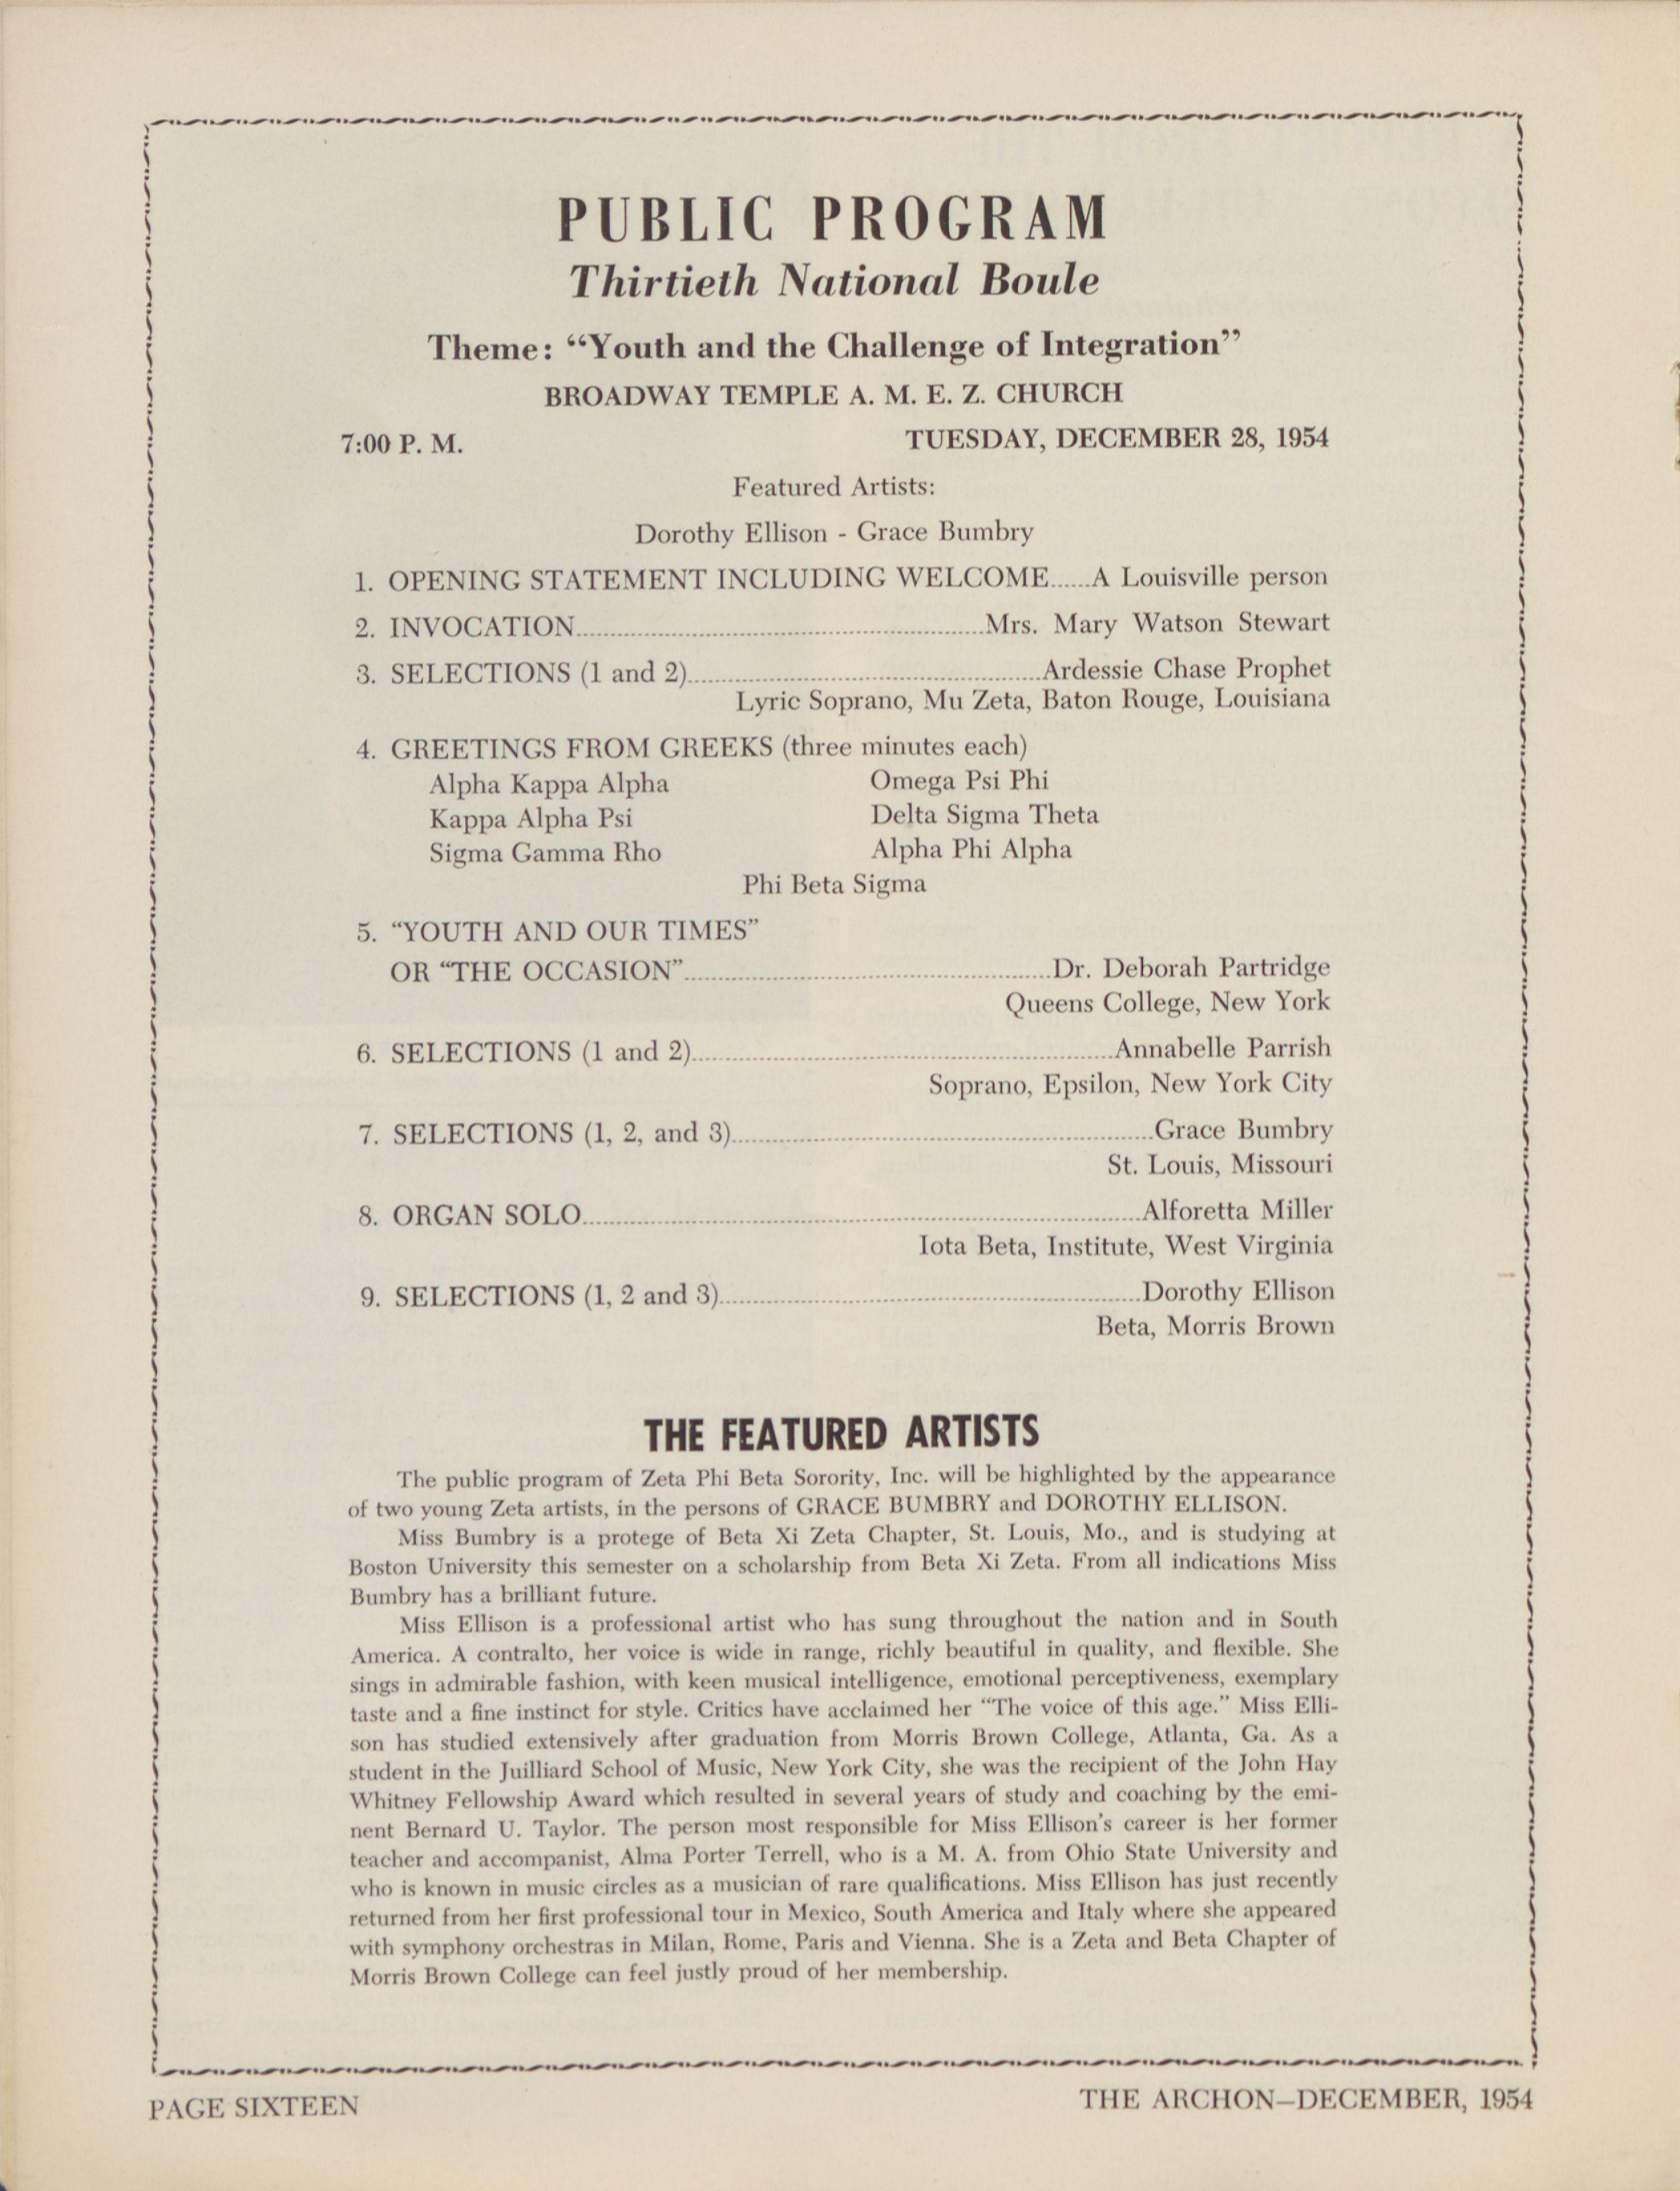 PUBLIC PROGRAM
Thirtieth National Boule
Theme: “Youth and the Challenge of Integration”
BROADWAY TEMPLE A. M. E. Z. CHURCH
7:00 P. M. TUESDAY, DECEMBER 28, 1954
Featured Artists:
Dorothy Ellison - Grace Bumbry
1. OPENING STATEMENT INCLUDING WELCOME......A Louisville person
2. INVOCATION......Mrs. Mary Watson Stewart
3. SELECTIONS (1 and 2)......Ardessie Chase Prophet
Lyric Soprano, Mu Zeta, Baton Rouge, Louisiana
4. GREETINGS FROM GREEKS (three minutes each)
Alpha Kappa Alpha Omega Psi Phi
Kappa Alpha Psi Delta Sigma Theta
Sigma Gamma Rho Alpha Phi Alpha
Phi Beta Sigma
5. “YOUTH AND OUR TIMES”
OR “THE OCCASION”......Dr. Deborah Partridge
Queens College, New York
6. SELECTIONS (1 and 2)......Annabelle Parrish
Soprano, Epsilon, New York City
7. SELECTIONS (1, 2, and 3)......Grace Bumbry
St. Louis, Missouri
8. ORGAN SOLO......Alforetta Miller
Iota Beta, Institute, West Virginia
9. SELECTIONS (1, 2 and 3)......Dorothy Ellison
Beta, Morris Brown
THE FEATURED ARTISTS
The public program of Zeta Phi Beta Sorority, Inc. will be highlighted by the appearance
of two young Zeta artists, in the persons of GRACE BUMBRY and DOROTHY ELLISON.
Miss Bumbry is a protege of Beta Xi Zeta Chapter, St. Louis, Mo., and is studying at
Boston University this semester on a scholarship from Beta Xi Zeta. From all indications Miss
Bumbry has a brilliant future.
Miss Ellison is a professional artist who has sung throughout the nation and in South
America. A contralto, her voice is wide in range, richly beautiful in quality, and flexible. She
sings in admirable fashion, with keen musical intelligence, emotional perceptiveness, exemplary
taste and a fine instinct for style. Critics have acclaimed her “The voice of this age.” Miss Elli-
son has studied extensively after graduation from Morris Brown College, Atlanta, Ga. As a
student in the Juilliard School of Music, New York City, she was the recipient of the John Hay
Whitney Fellowship Award which resulted in several years of study and coaching by the emi-
nent Bernard U. Taylor. The person most responsible for Miss Ellison's career is her former
teacher and accompanist, Alma Porter Terrell, who is a M. A. from Ohio State University and
who is known in music circles as a musician of rare qualifications. Miss Ellison has just recently
returned from her first professional tour in Mexico, South America and Italy where she appeared
with symphony orchestras in Milan, Rome, Paris and Vienna. She is a Zeta and Beta Chapter of
Morris Brown College can feel justly proud of her membership.
PAGE SIXTEEN THE ARCHON—DECEMBER, 1954